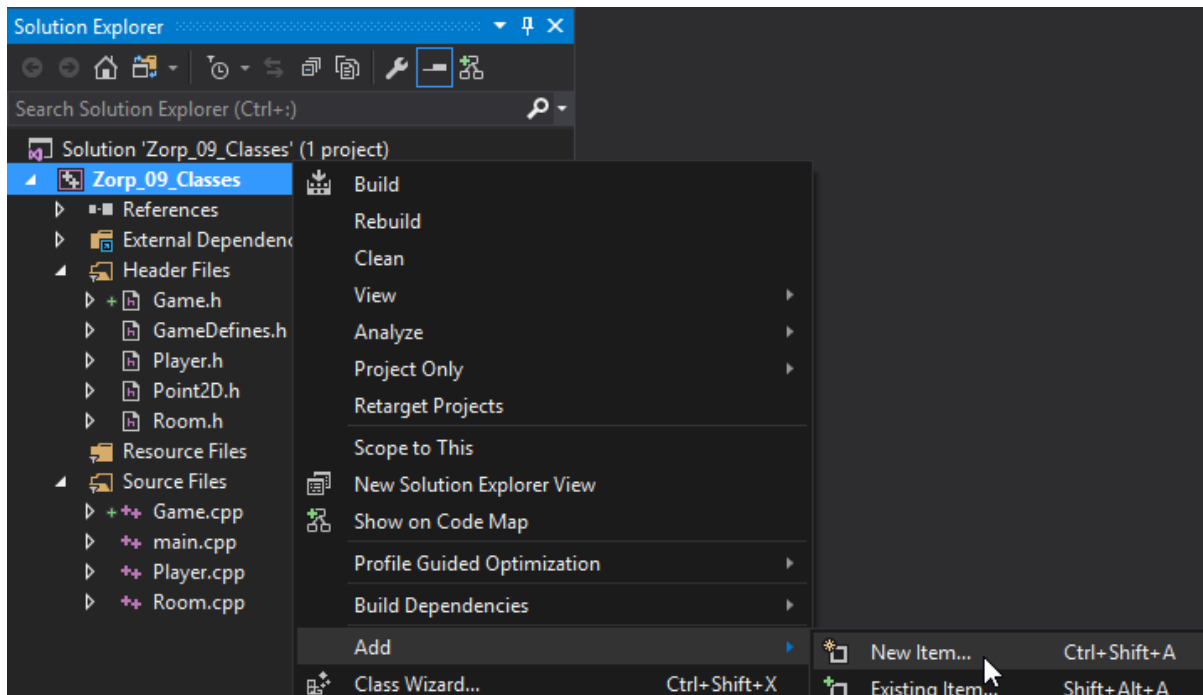 Solution Explorer
Search Solution Explorer (Ctrl+:)
Solution 'Zorp_09_Classes' (1 project)
Zorp_09_Classes
References
External Dependenc
Header Files
Game.h
GameDefines.h
Player.h
Point2D.h
Room.h
Resource Files
Source Files
Game.cpp
main.cpp
Player.cpp
Room.cpp
Build
Rebuild
Clean
View
Analyze
Project Only
Retarget Projects
Scope to This
New Solution Explorer View
Show on Code Map
Profile Guided Optimization
Build Dependencies
Add
Class Wizard... Ctrl+Shift+X
New Item... Ctrl+Shift+A
Existing Item... Shift+Alt+A